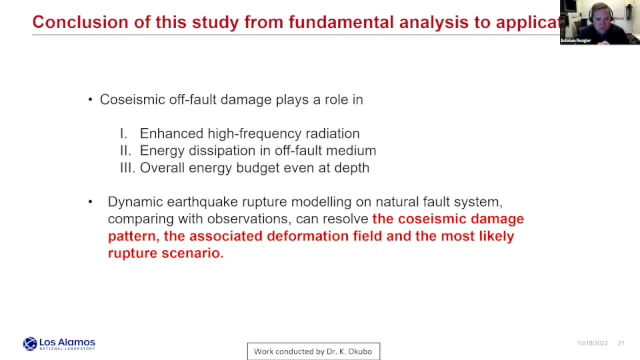 Conclusion of this study from fundamental analysis to applicat
Esteban Rougier
• Coseismic off-fault damage plays a role in
I. Enhanced high-frequency radiation
II. Energy dissipation in off-fault medium
III. Overall energy budget even at depth
• Dynamic earthquake rupture modelling on natural fault system,
comparing with observations, can resolve the coseismic damage
pattern, the associated deformation field and the most likely
rupture scenario.
Los Alamos
NATIONAL LABORATORY
Work conducted by Dr. K. Okubo
10/18/2022 21